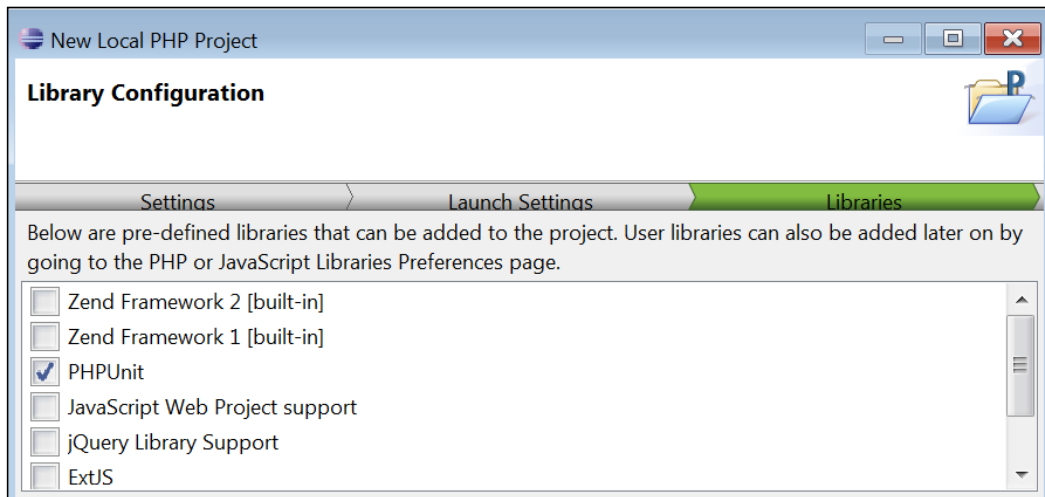 New Local PHP Project
Library Configuration
P
Settings
Launch Settings
Libraries
Below are pre-defined libraries that can be added to the project. User libraries can also be added later on by
going to the PHP or JavaScript Libraries Preferences page.
Zend Framework 2 [built-in]
Zend Framework 1 [built-in]
PHPUnit
JavaScript Web Project support
jQuery Library Support
ExtJS